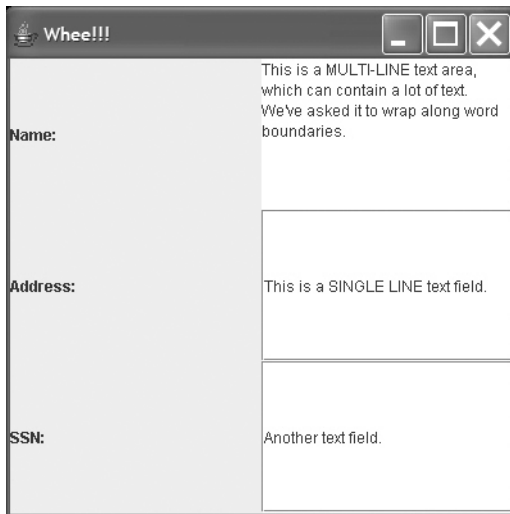 Whee!!!
Name:
This is a MULTI-LINE text area,
which can contain a lot of text.
We've asked it to wrap along word
boundaries.
Address:
This is a SINGLE LINE text field.
SSN:
Another text field.